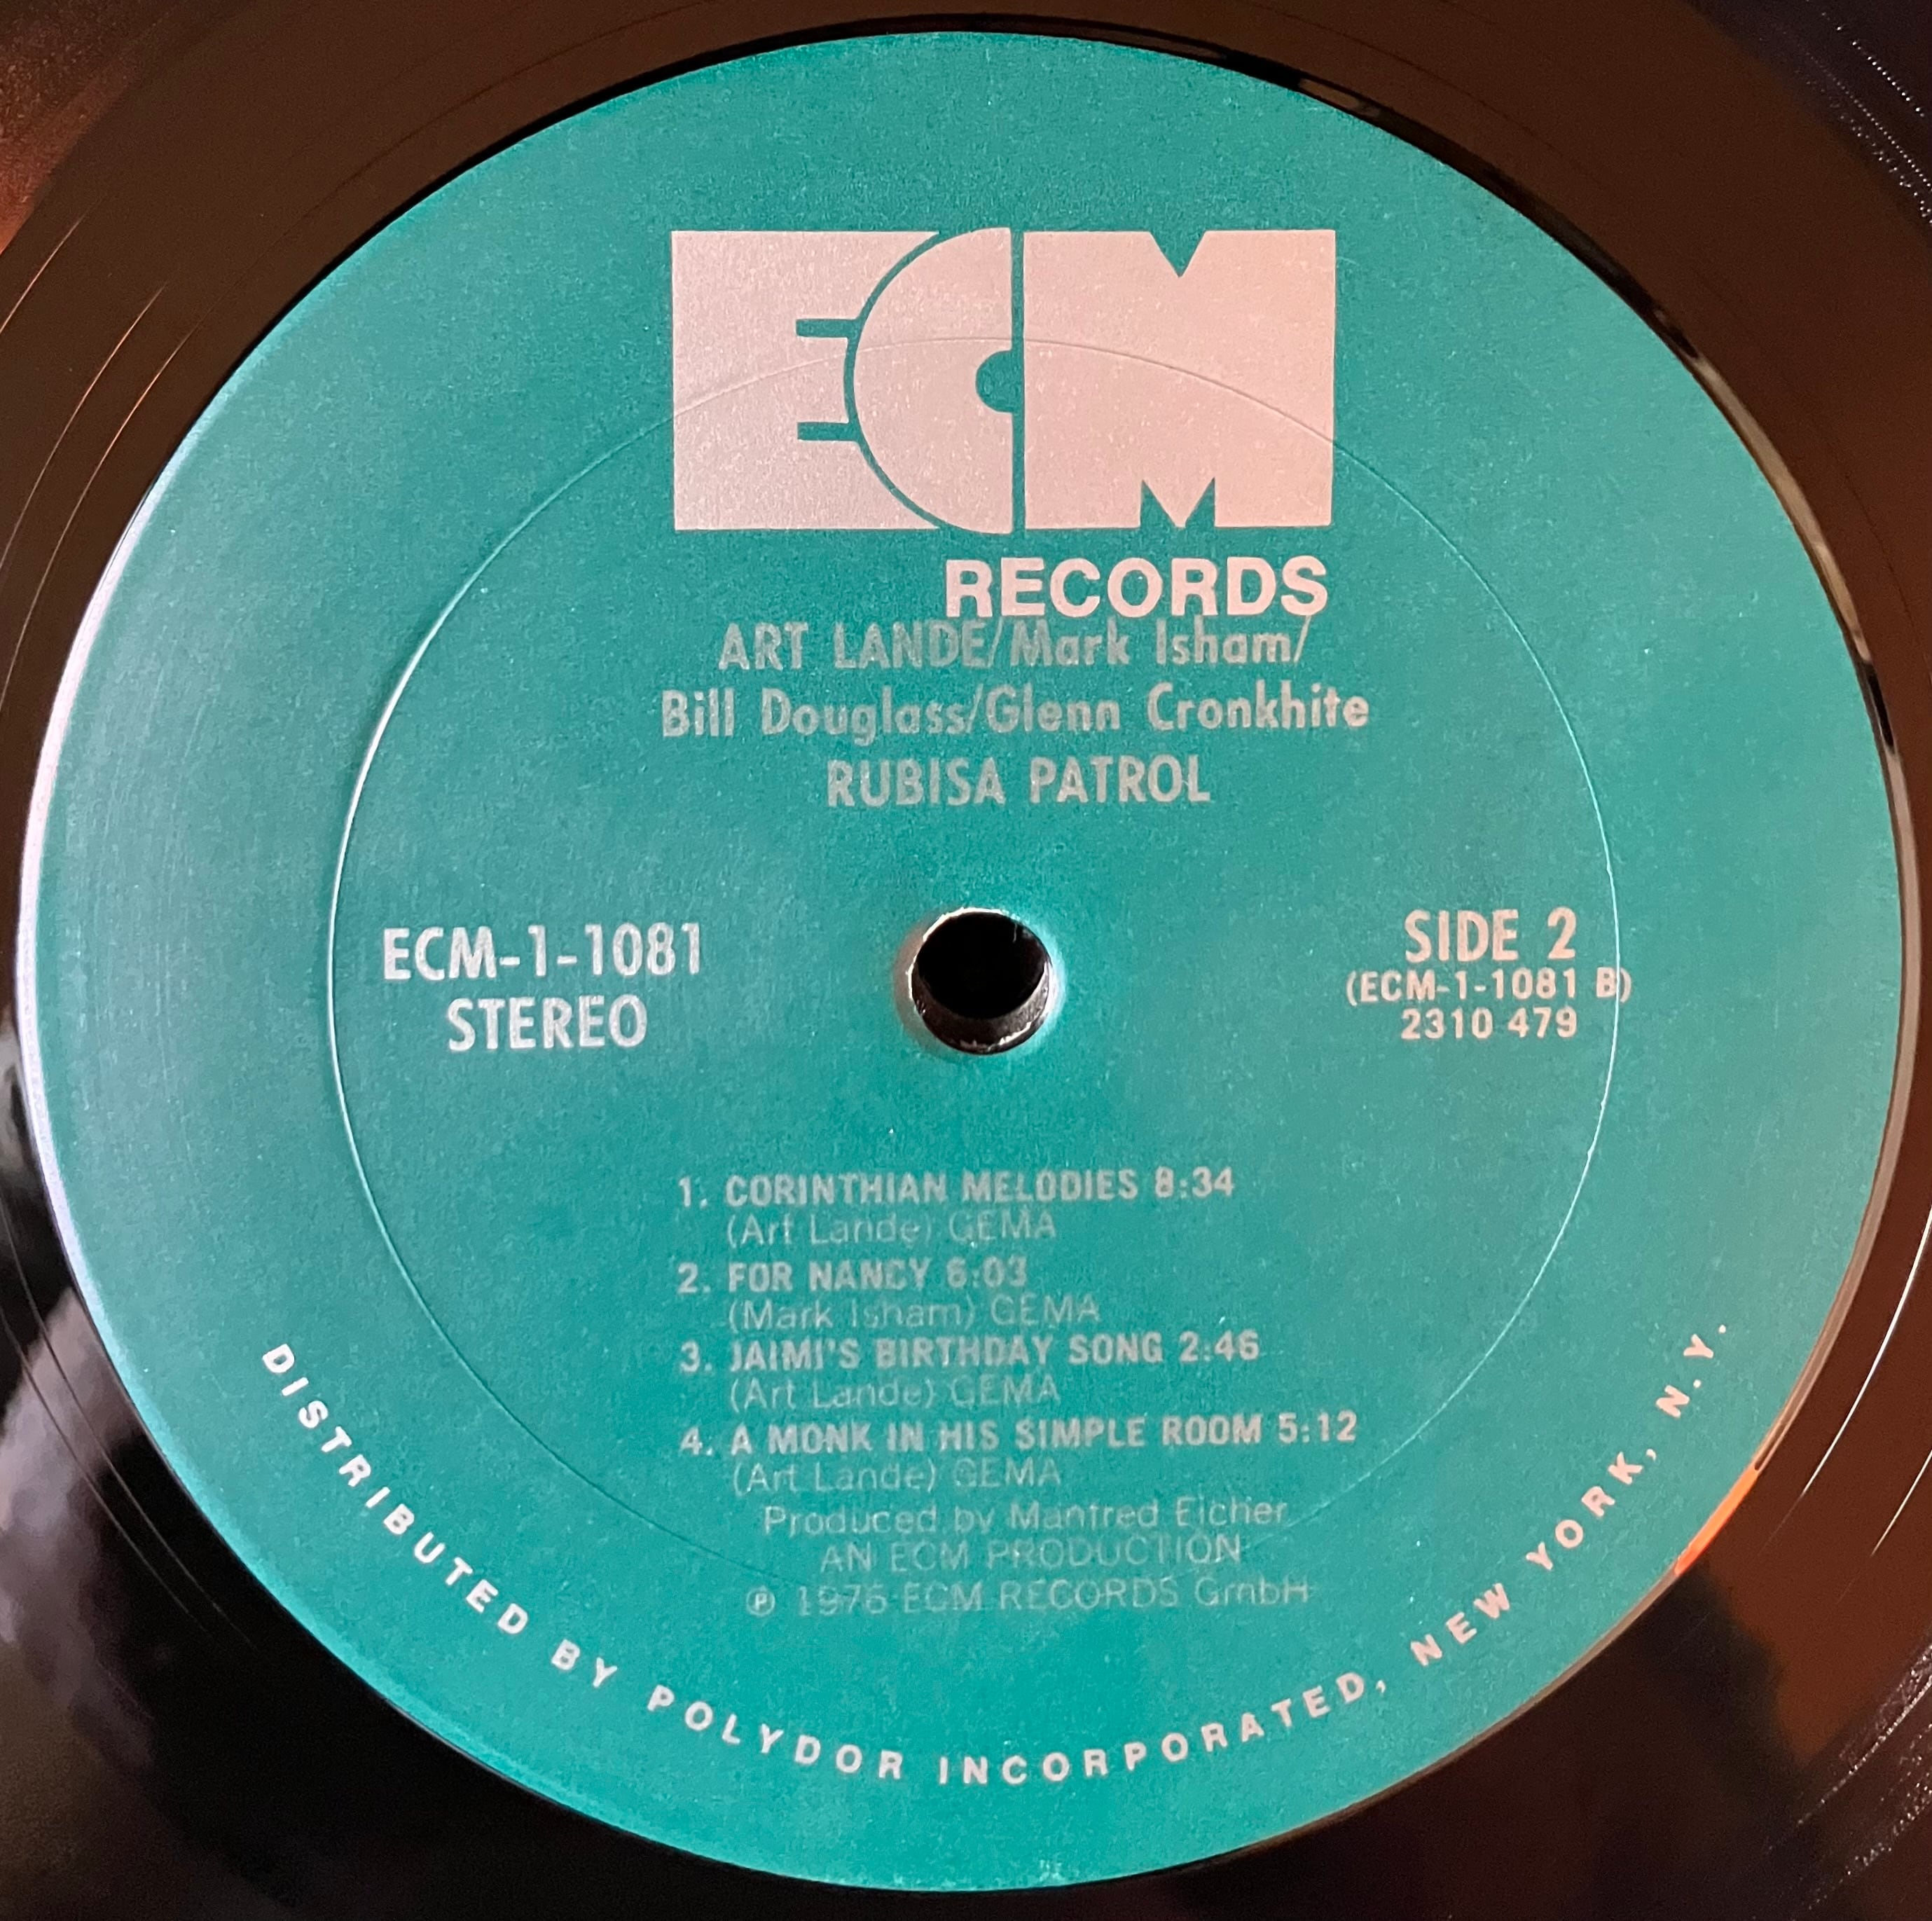 ECM
RECORDS
ART LANDE/Mark Isham/
Bill Douglass/Glenn Cronkhite
RUBISA PATROL
ECM-1-1081
STEREO
SIDE 2
(ECM-1-1081 B)
2310 479
1. CORINTHIAN MELODIES 8:34
(Art Lande) GEMA
2. FOR NANCY 6:03
(Mark Isham) GEMA
3. JAIMI'S BIRTHDAY SONG 2:46
(Art Lande) GEMA
4. A MONK IN HIS SIMPLE ROOM 5:12
(Art Lande) GEMA
Produced by Manfred Eicher
AN ECM PRODUCTION
℗ 1976 ECM RECORDS GmbH
DISTRIBUTED BY POLYDOR INCORPORATED, NEW YORK, N.Y.